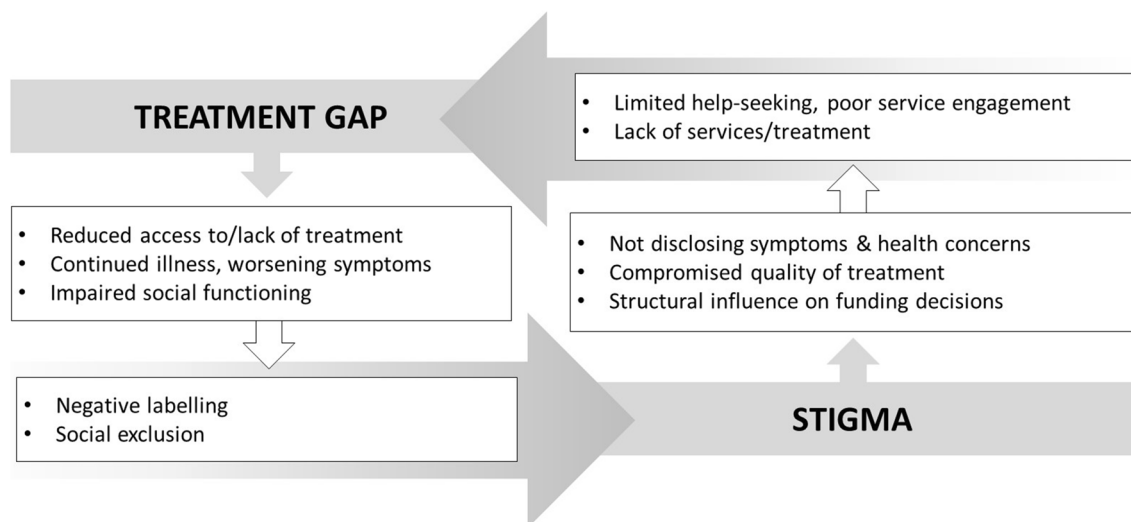 TREATMENT GAP
• Reduced access to/lack of treatment
• Continued illness, worsening symptoms
• Impaired social functioning
• Negative labelling
• Social exclusion
STIGMA
• Not disclosing symptoms & health concerns
• Compromised quality of treatment
• Structural influence on funding decisions
• Limited help-seeking, poor service engagement
• Lack of services/treatment